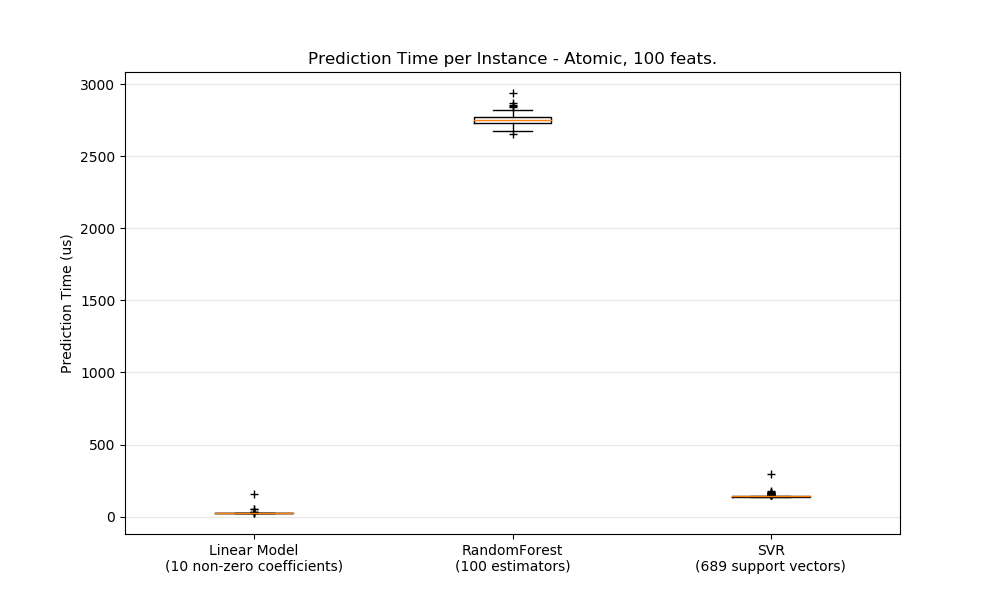 Prediction Time per Instance - Atomic, 100 feats.
Prediction Time (us)
3000
2500
2000
1500
1000
500
0
Linear Model
(10 non-zero coefficients)
RandomForest
(100 estimators)
SVR
(689 support vectors)